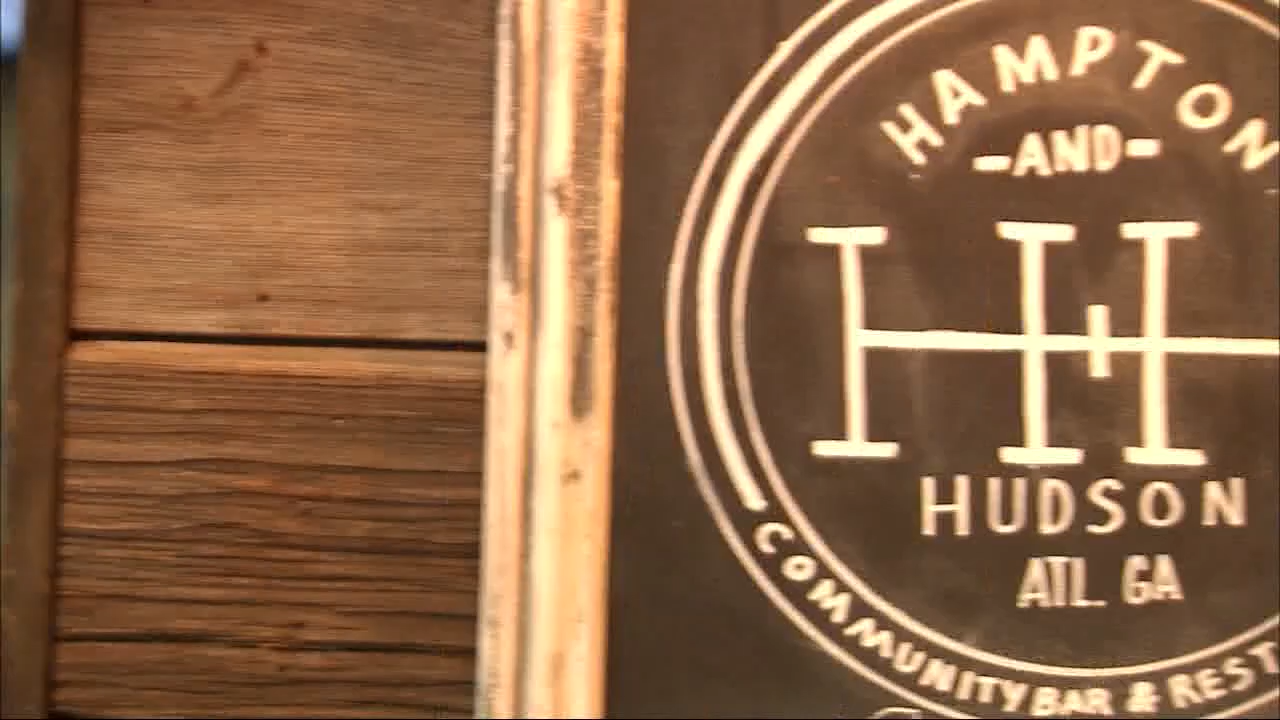 HAMPTON
-AND-
HH
HUDSON
ATL. GA
COMMUNITY BAR & REST